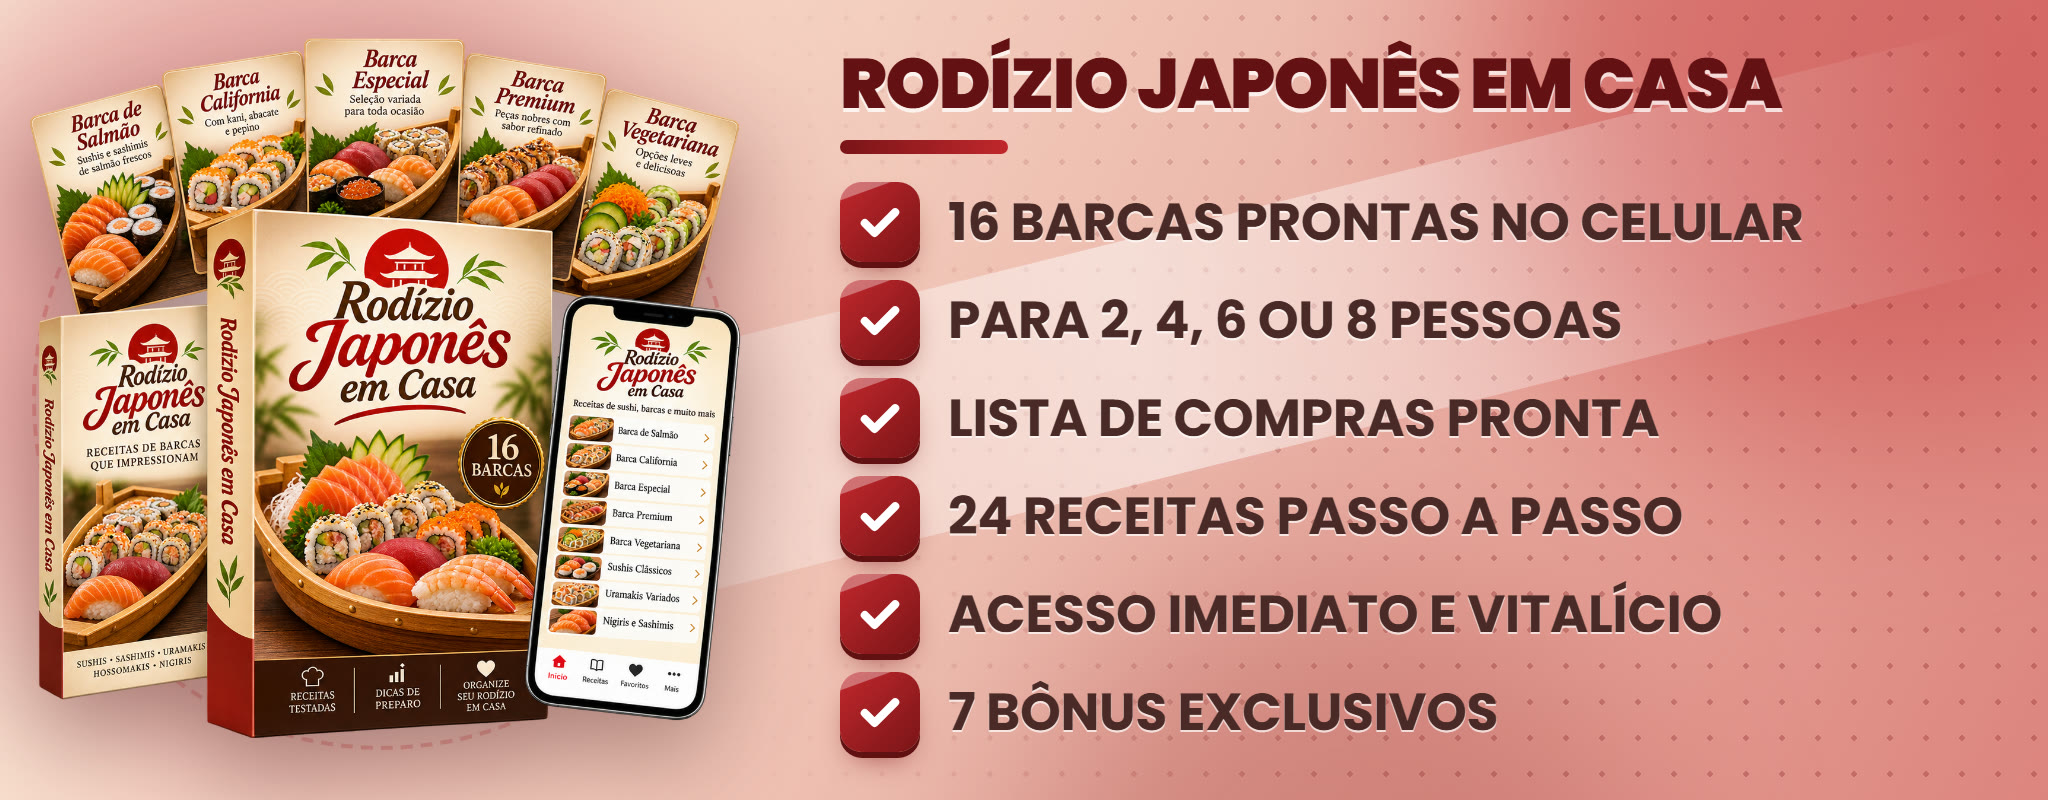 Barca de
Salmão
Sushis e sashimis
de salmão frescos
Barca
California
Com kani, abacate
e pepino
Barca
Especial
Seleção variada
para toda ocasião
Barca
Premium
Peças nobres com
sabor refinado
Barca
Vegetariana
Opções leves
e deliciosas
Rodízio Japonês em Casa
Rodízio
Japonês
em Casa
RECEITAS DE BARCAS
QUE IMPRESSIONAM
SUSHIS • SASHIMIS • URAMAKIS
HOSSOMAKIS • NIGIRIS
Rodízio Japonês em Casa
Rodízio
Japonês
em Casa
16
BARCAS
RECEITAS
TESTADAS
DICAS DE
PREPARO
ORGANIZE
SEU RODÍZIO
EM CASA
Rodízio
Japonês
em Casa
Receitas de sushi, barcas e muito mais
Barca de Salmão
Barca California
Barca Especial
Barca Premium
Barca Vegetariana
Sushis Clássicos
Uramakis Variados
Nigiris e Sashimis
Início
Receitas
Favoritos
Mais
RODÍZIO JAPONÊS EM CASA
16 BARCAS PRONTAS NO CELULAR
PARA 2, 4, 6 OU 8 PESSOAS
LISTA DE COMPRAS PRONTA
24 RECEITAS PASSO A PASSO
ACESSO IMEDIATO E VITALÍCIO
7 BÔNUS EXCLUSIVOS